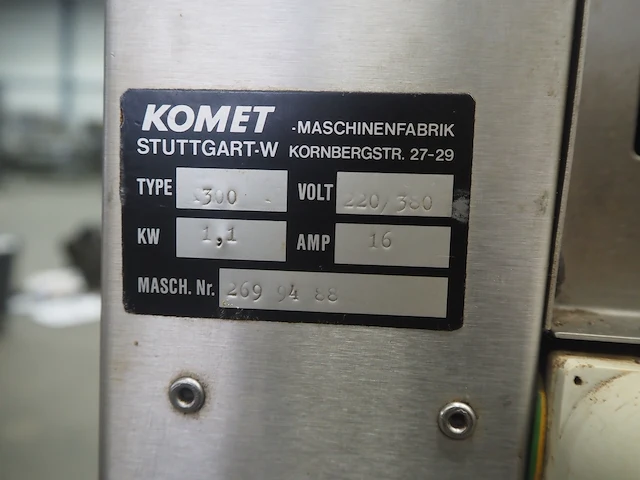 KOMET -MASCHINENFABRIK
STUTTGART-W KORNBERGSTR. 27-29
TYPE 300 VOLT 220/380
KW 1,1 AMP 16
MASCH. Nr. 269 94 88